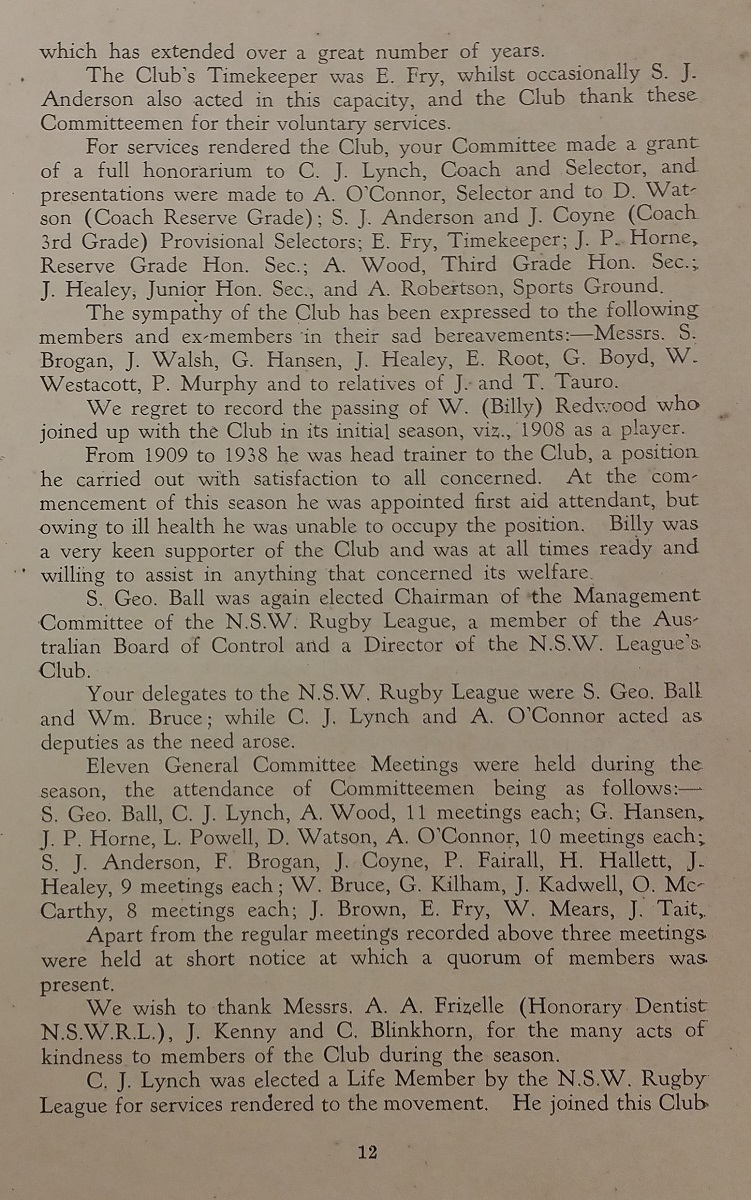 which has extended over a great number of years.
The Club's Timekeeper was E. Fry, whilst occasionally S. J.
Anderson also acted in this capacity, and the Club thank these
Committeemen for their voluntary services.
For services rendered the Club, your Committee made a grant
of a full honorarium to C. J. Lynch, Coach and Selector, and
presentations were made to A. O'Connor, Selector and to D. Wat-
son (Coach Reserve Grade); S. J. Anderson and J. Coyne (Coach
3rd Grade) Provisional Selectors; E. Fry, Timekeeper; J. P. Horne,
Reserve Grade Hon. Sec.; A. Wood, Third Grade Hon. Sec.;
J. Healey, Junior Hon. Sec., and A. Robertson, Sports Ground.
The sympathy of the Club has been expressed to the following
members and ex-members in their sad bereavements:—Messrs. S.
Brogan, J. Walsh, G. Hansen, J. Healey, E. Root, G. Boyd, W.
Westacott, P. Murphy and to relatives of J. and T. Tauro.
We regret to record the passing of W. (Billy) Redwood who
joined up with the Club in its initial season, viz., 1908 as a player.
From 1909 to 1938 he was head trainer to the Club, a position
he carried out with satisfaction to all concerned. At the com-
mencement of this season he was appointed first aid attendant, but
owing to ill health he was unable to occupy the position. Billy was
a very keen supporter of the Club and was at all times ready and
willing to assist in anything that concerned its welfare.
S. Geo. Ball was again elected Chairman of the Management
Committee of the N.S.W. Rugby League, a member of the Aus-
tralian Board of Control and a Director of the N.S.W. League's
Club.
Your delegates to the N.S.W. Rugby League were S. Geo. Ball
and Wm. Bruce; while C. J. Lynch and A. O'Connor acted as
deputies as the need arose.
Eleven General Committee Meetings were held during the
season, the attendance of Committeemen being as follows:—
S. Geo. Ball, C. J. Lynch, A. Wood, 11 meetings each; G. Hansen,
J. P. Horne, L. Powell, D. Watson, A. O'Connor, 10 meetings each;
S. J. Anderson, F. Brogan, J. Coyne, P. Fairall, H. Hallett, J.
Healey, 9 meetings each; W. Bruce, G. Kilham, J. Kadwell, O. Mc-
Carthy, 8 meetings each; J. Brown, E. Fry, W. Mears, J. Tait,
Apart from the regular meetings recorded above three meetings
were held at short notice at which a quorum of members was
present.
We wish to thank Messrs. A. A. Frizelle (Honorary Dentist
N.S.W.R.L.), J. Kenny and C. Blinkhorn, for the many acts of
kindness to members of the Club during the season.
C. J. Lynch was elected a Life Member by the N.S.W. Rugby
League for services rendered to the movement. He joined this Club
12